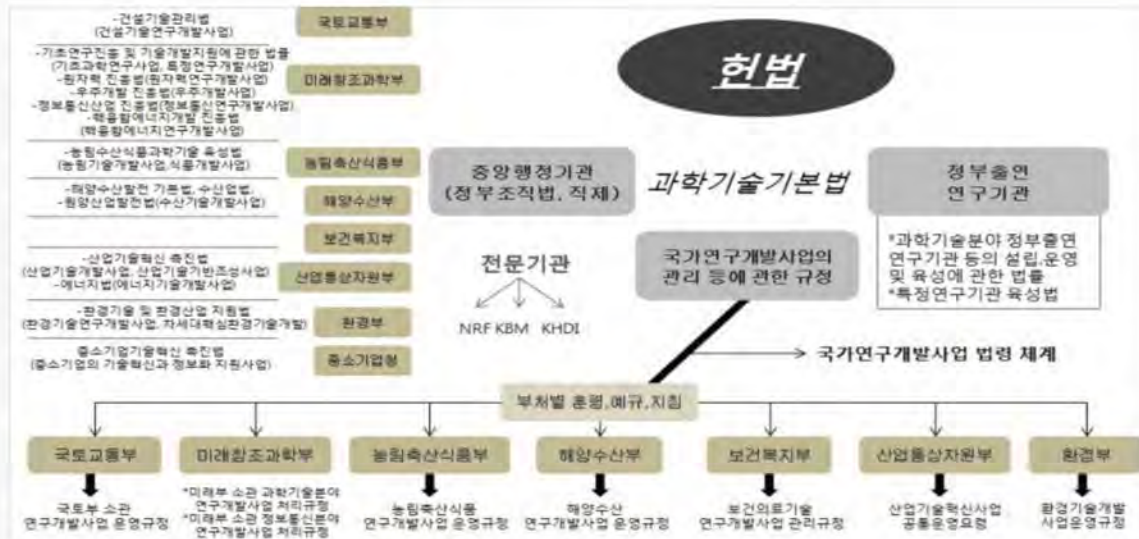 -건설기술관리법
(건설기술연구개발사업)
국토교통부
-기초연구진흥 및 기술개발지원에 관한 법률
(기초과학연구사업, 특정연구개발사업)
-원자력 진흥법(원자력연구개발사업)
-우주개발 진흥법(우주개발사업)
-정보통신산업 진흥법(정보통신연구개발사업)
-핵융합에너지개발 진흥법
(핵융합에너지연구개발사업)
미래창조과학부
-농림수산식품과학기술 육성법
(농림기술개발사업,식품개발사업)
농림축산식품부
-해양수산발전 기본법, 수산업법,
-원양산업발전법(수산기술개발사업)
해양수산부
보건복지부
-산업기술혁신 촉진법
(산업기술개발사업, 산업기술기반조성사업)
-에너지법(에너지기술개발사업)
산업통상자원부
-환경기술 및 환경산업 지원법
(환경기술연구개발사업, 차세대핵심환경기술개발)
환경부
중소기업기술혁신 촉진법
(중소기업의 기술혁신과 정보화 지원사업)
중소기업청
헌법
중앙행정기관
(정부조직법, 직제)
과학기술기본법
정부출연
연구기관
*과학기술분야 정부출연
연구기관 등의 설립.운영
및 육성에 관한 법률
*특정연구기관 육성법
국가연구개발사업의
관리 등에 관한 규정
전문기관
NRF KBM KHDI
국가연구개발사업 법령 체계
부처별 훈령,예규,지침
국토교통부
미래창조과학부
농림축산식품부
해양수산부
보건복지부
산업통상자원부
환경부
국토부 소관
연구개발사업 운영규정
*미래부 소관 과학기술분야
연구개발사업 처리규정
*미래부 소관 정보통신분야
연구개발사업 처리규정
농림축산식품
연구개발사업 운영규정
해양수산
연구개발사업 운영규정
보건의료기술
연구개발사업 관리규정
산업기술혁신사업
공통운영요령
환경기술개발
사업운영규정